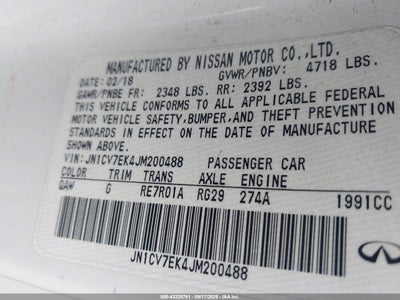 MANUFACTURED BY NISSAN MOTOR CO.,LTD.
DATE: 02/18 GVWR/PNBV: 4718 LBS.
GAWR/PNBE FR: 2348 LBS. RR: 2392 LBS.
THIS VEHICLE CONFORMS TO ALL APPLICABLE FEDERAL
MOTOR VEHICLE SAFETY,BUMPER,AND THEFT PREVENTION
STANDARDS IN EFFECT ON THE DATE OF MANUFACTURE
SHOWN ABOVE.
VIN:JN1CV7EK4JM200488 PASSENGER CAR
COLOR TRIM TRANS AXLE ENGINE
QAW G RE7R01A RG29 274A 1991CC
JN1CV7EK4JM200488
INFINITI